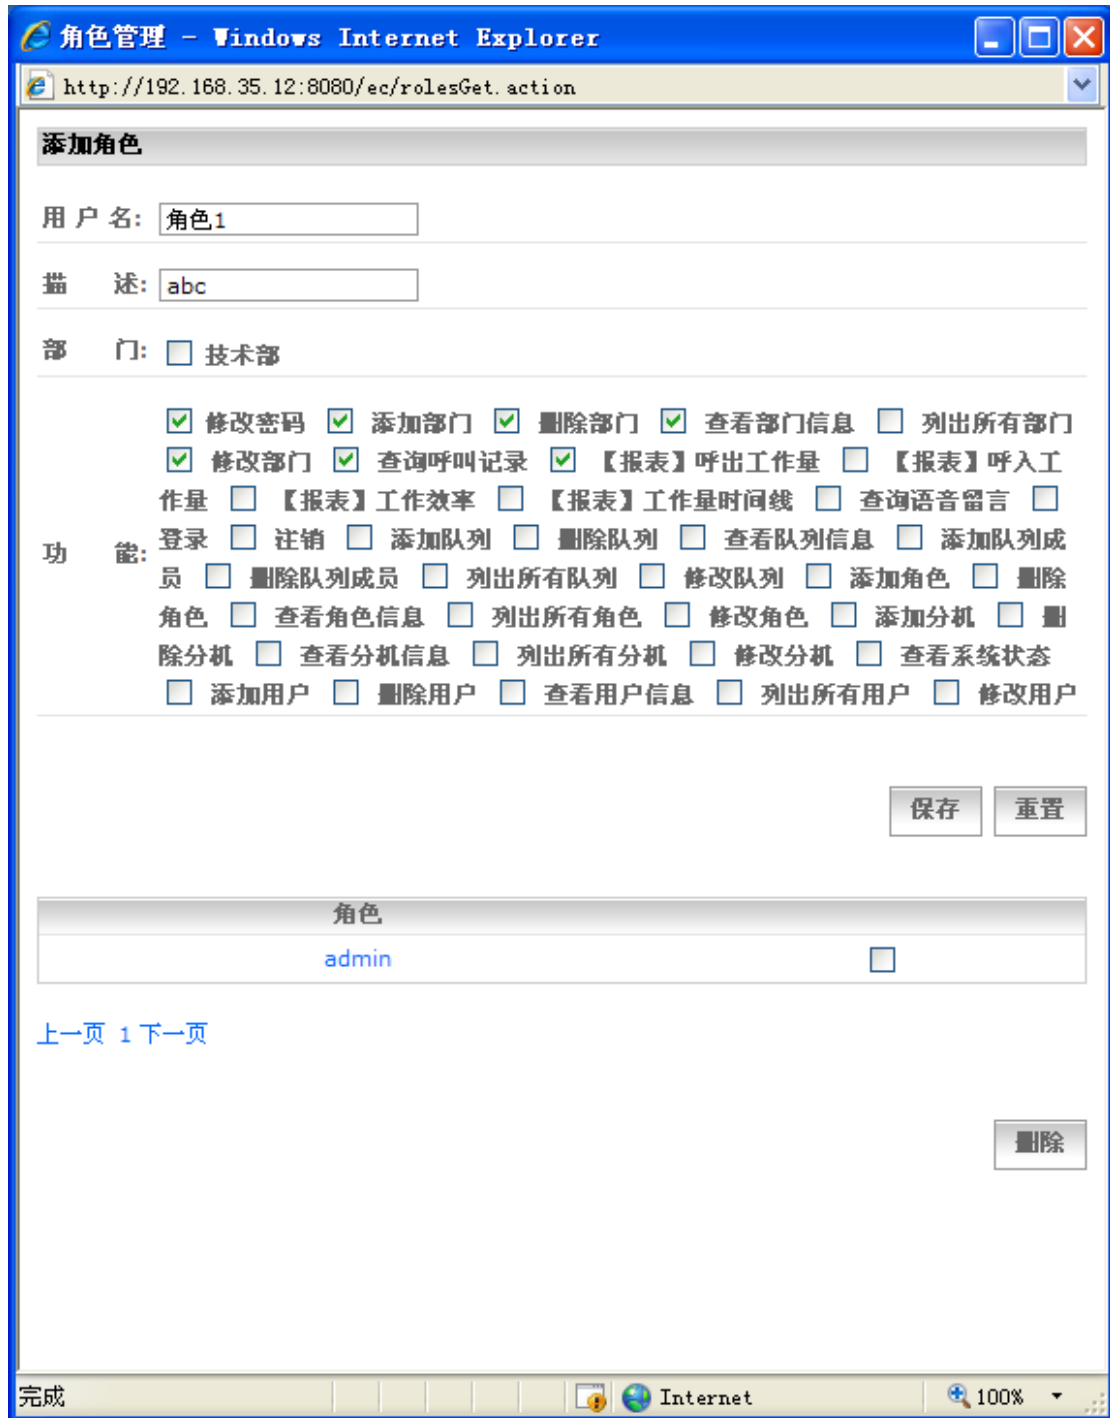 角色管理 - Windows Internet Explorer
http://192.168.35.12:8080/ec/rolesGet.action
添加角色
用 户 名: 角色1
描 述: abc
部 门: 技术部
修改密码 添加部门 删除部门 查看部门信息 列出所有部门
修改部门 查询呼叫记录 【报表】呼出工作量 【报表】呼入工
作量 【报表】工作效率 【报表】工作量时间线 查询语音留言
功 能: 登录 注销 添加队列 删除队列 查看队列信息 添加队列成
员 删除队列成员 列出所有队列 修改队列 添加角色 删除
角色 查看角色信息 列出所有角色 修改角色 添加分机 删
除分机 查看分机信息 列出所有分机 修改分机 查看系统状态
添加用户 删除用户 查看用户信息 列出所有用户 修改用户
保存 重置
角色
admin
上一页 1 下一页
删除
完成 Internet 100%